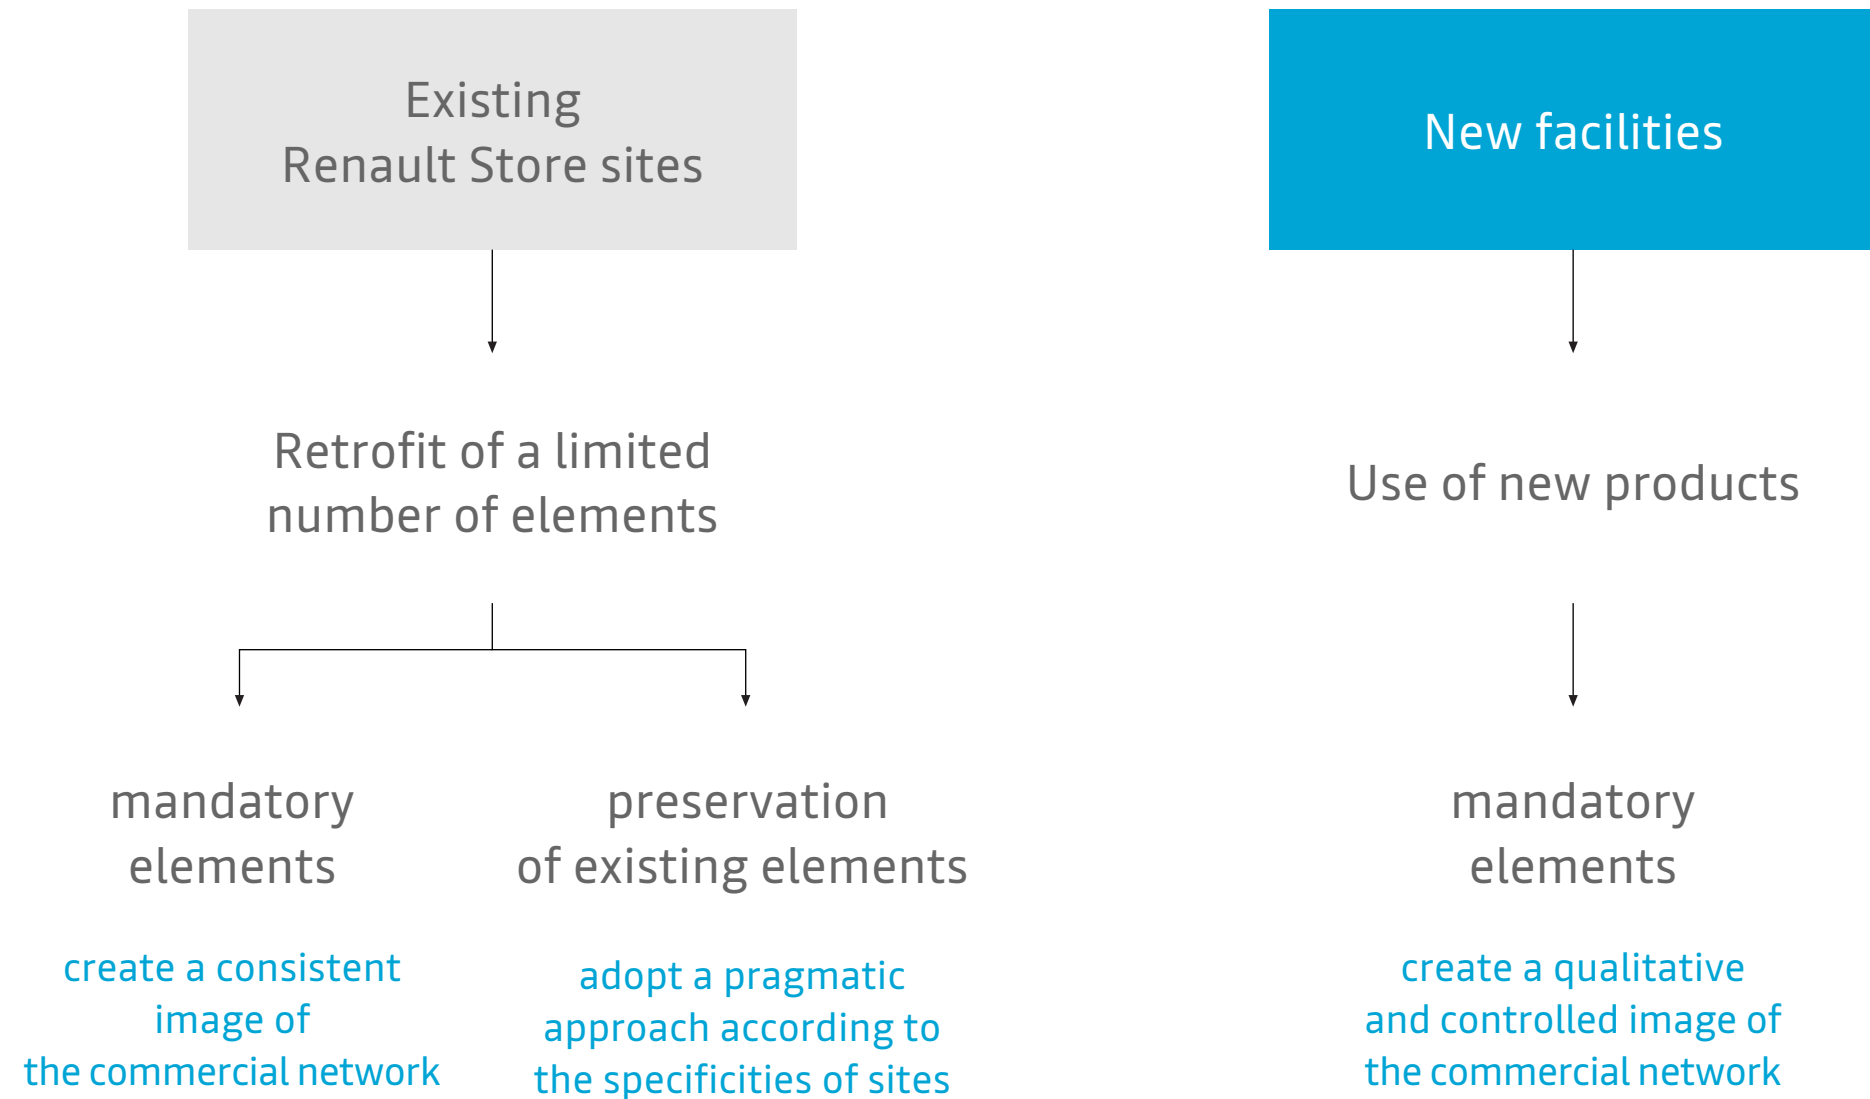 Existing
Renault Store sites
New facilities
Retrofit of a limited
number of elements
Use of new products
mandatory
elements
preservation
of existing elements
mandatory
elements
create a consistent
image of
the commercial network
adopt a pragmatic
approach according to
the specificities of sites
create a qualitative
and controlled image of
the commercial network